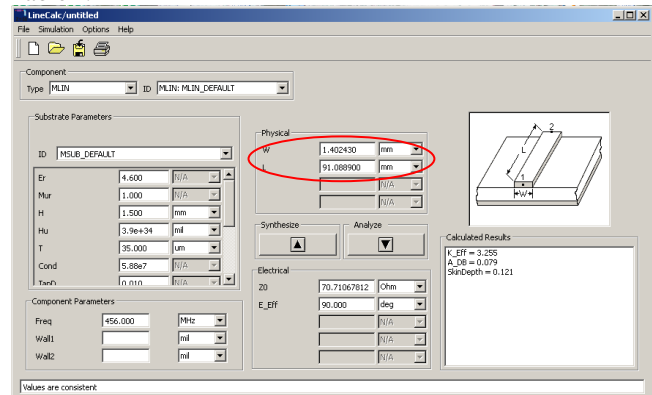 LineCalc/untitled
File Simulation Options Help
Component
Type MLIN ID MLIN: MLIN_DEFAULT
Substrate Parameters
ID MSUB_DEFAULT
Er 4.600 N/A
Mur 1.000 N/A
H 1.500 mm
Hu 3.9e+34 mil
T 35.000 um
Cond 5.88e7 N/A
TanD 0.010 N/A
Component Parameters
Freq 456.000 MHz
Wall1 mil
Wall2 mil
Physical
W 1.402430 mm
L 91.088900 mm
N/A
N/A
Synthesize Analyze
Electrical
Z0 70.71067812 Ohm
E_Eff 90.000 deg
N/A
N/A
N/A
2
L
1
W
Calculated Results
K_Eff = 3.255
A_DB = 0.079
SkinDepth = 0.121
Values are consistent